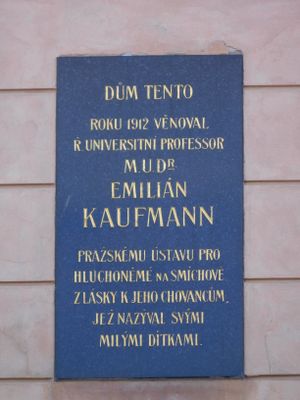 DŮM TENTO
ROKU 1912 VĚNOVAL
Ř. UNIVERSITNÍ PROFESSOR
M.U.DR
EMILIÁN
KAUFMANN
PRAŽSKÉMU ÚSTAVU PRO
HLUCHONĚMÉ NA SMÍCHOVE
Z LÁSKY K JEHO CHOVANCŮM,
JEŽ NAZÝVAL SVÝMI
MILÝMI DÍTKAMI.